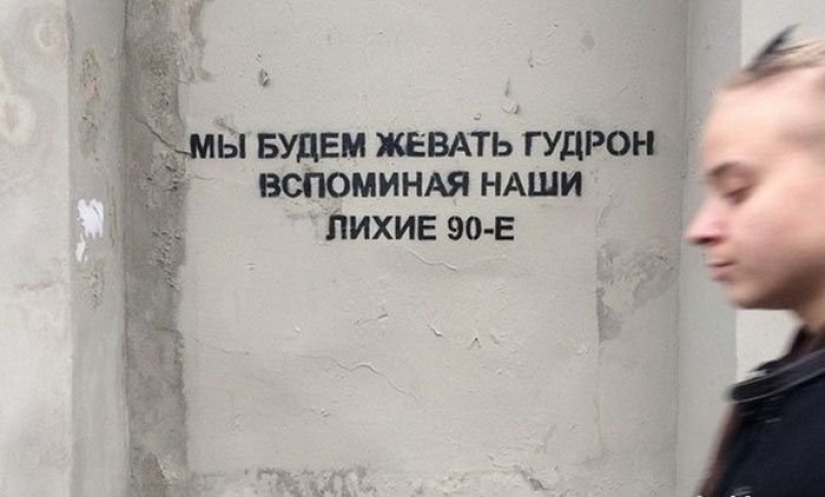 МЫ БУДЕМ ЖЕВАТЬ ГУДРОН
ВСПОМИНАЯ НАШИ
ЛИХИЕ 90-Е